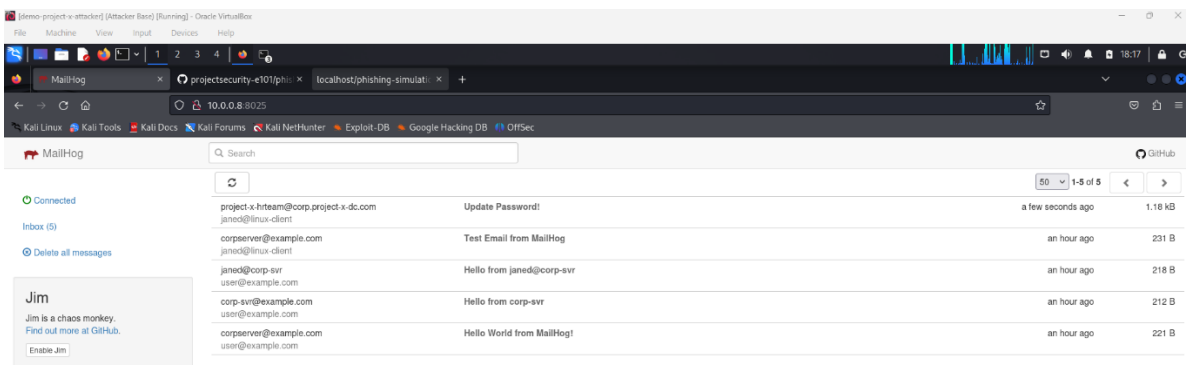 [demo-project-x-attacker] (Attacker Base) [Running] - Oracle VirtualBox
File Machine View Input Devices Help
1 2 3 4 18:17
MailHog projectsecurity-e101/phis localhost/phishing-simulatic
10.0.0.8:8025
Kali Linux Kali Tools Kali Docs Kali Forums Kali NetHunter Exploit-DB Google Hacking DB OffSec
MailHog Search GitHub
50 1-5 of 5
Connected
Inbox (5)
Delete all messages
project-x-hrteam@corp.project-x-dc.com Update Password! a few seconds ago 1.18 kB
janed@linux-client
corpserver@example.com Test Email from MailHog an hour ago 231 B
janed@linux-client
janed@corp-svr Hello from janed@corp-svr an hour ago 218 B
user@example.com
corp-svr@example.com Hello from corp-svr an hour ago 212 B
user@example.com
corpserver@example.com Hello World from MailHog! an hour ago 221 B
user@example.com
Jim
Jim is a chaos monkey.
Find out more at GitHub.
Enable Jim